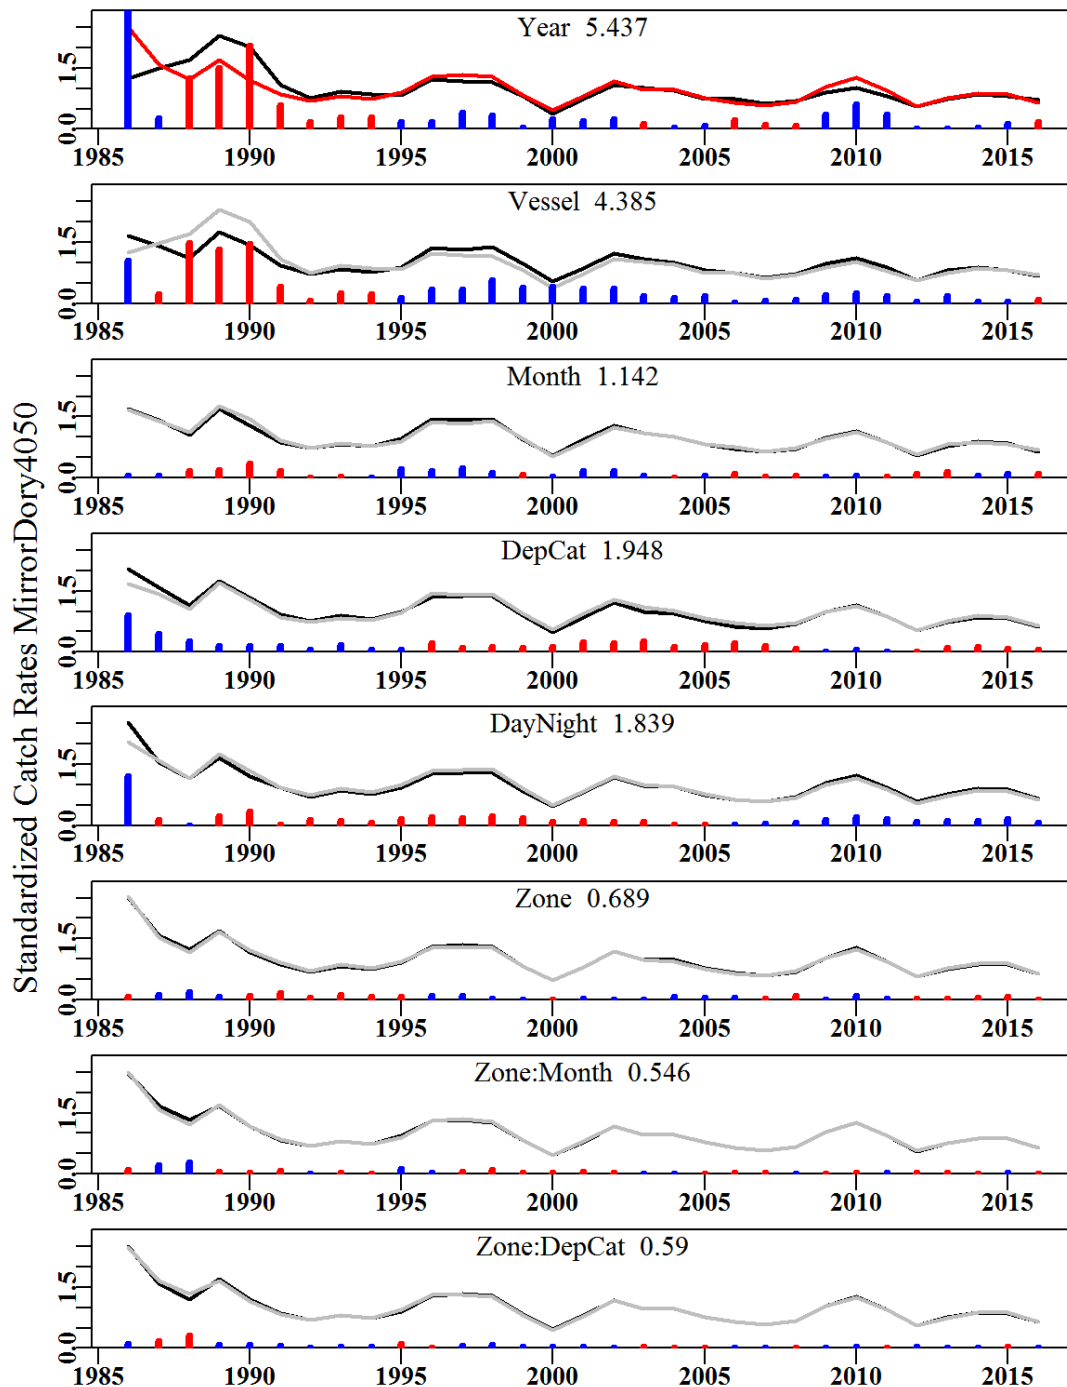 Standardized Catch Rates MirrorDory4050
Year 5.437
0.0 1.5
1985 1990 1995 2000 2005 2010 2015
Vessel 4.385
0.0 1.5
1985 1990 1995 2000 2005 2010 2015
Month 1.142
0.0 1.5
1985 1990 1995 2000 2005 2010 2015
DepCat 1.948
0.0 1.5
1985 1990 1995 2000 2005 2010 2015
DayNight 1.839
0.0 1.5
1985 1990 1995 2000 2005 2010 2015
Zone 0.689
0.0 1.5
1985 1990 1995 2000 2005 2010 2015
Zone:Month 0.546
0.0 1.5
1985 1990 1995 2000 2005 2010 2015
Zone:DepCat 0.59
0.0 1.5
1985 1990 1995 2000 2005 2010 2015